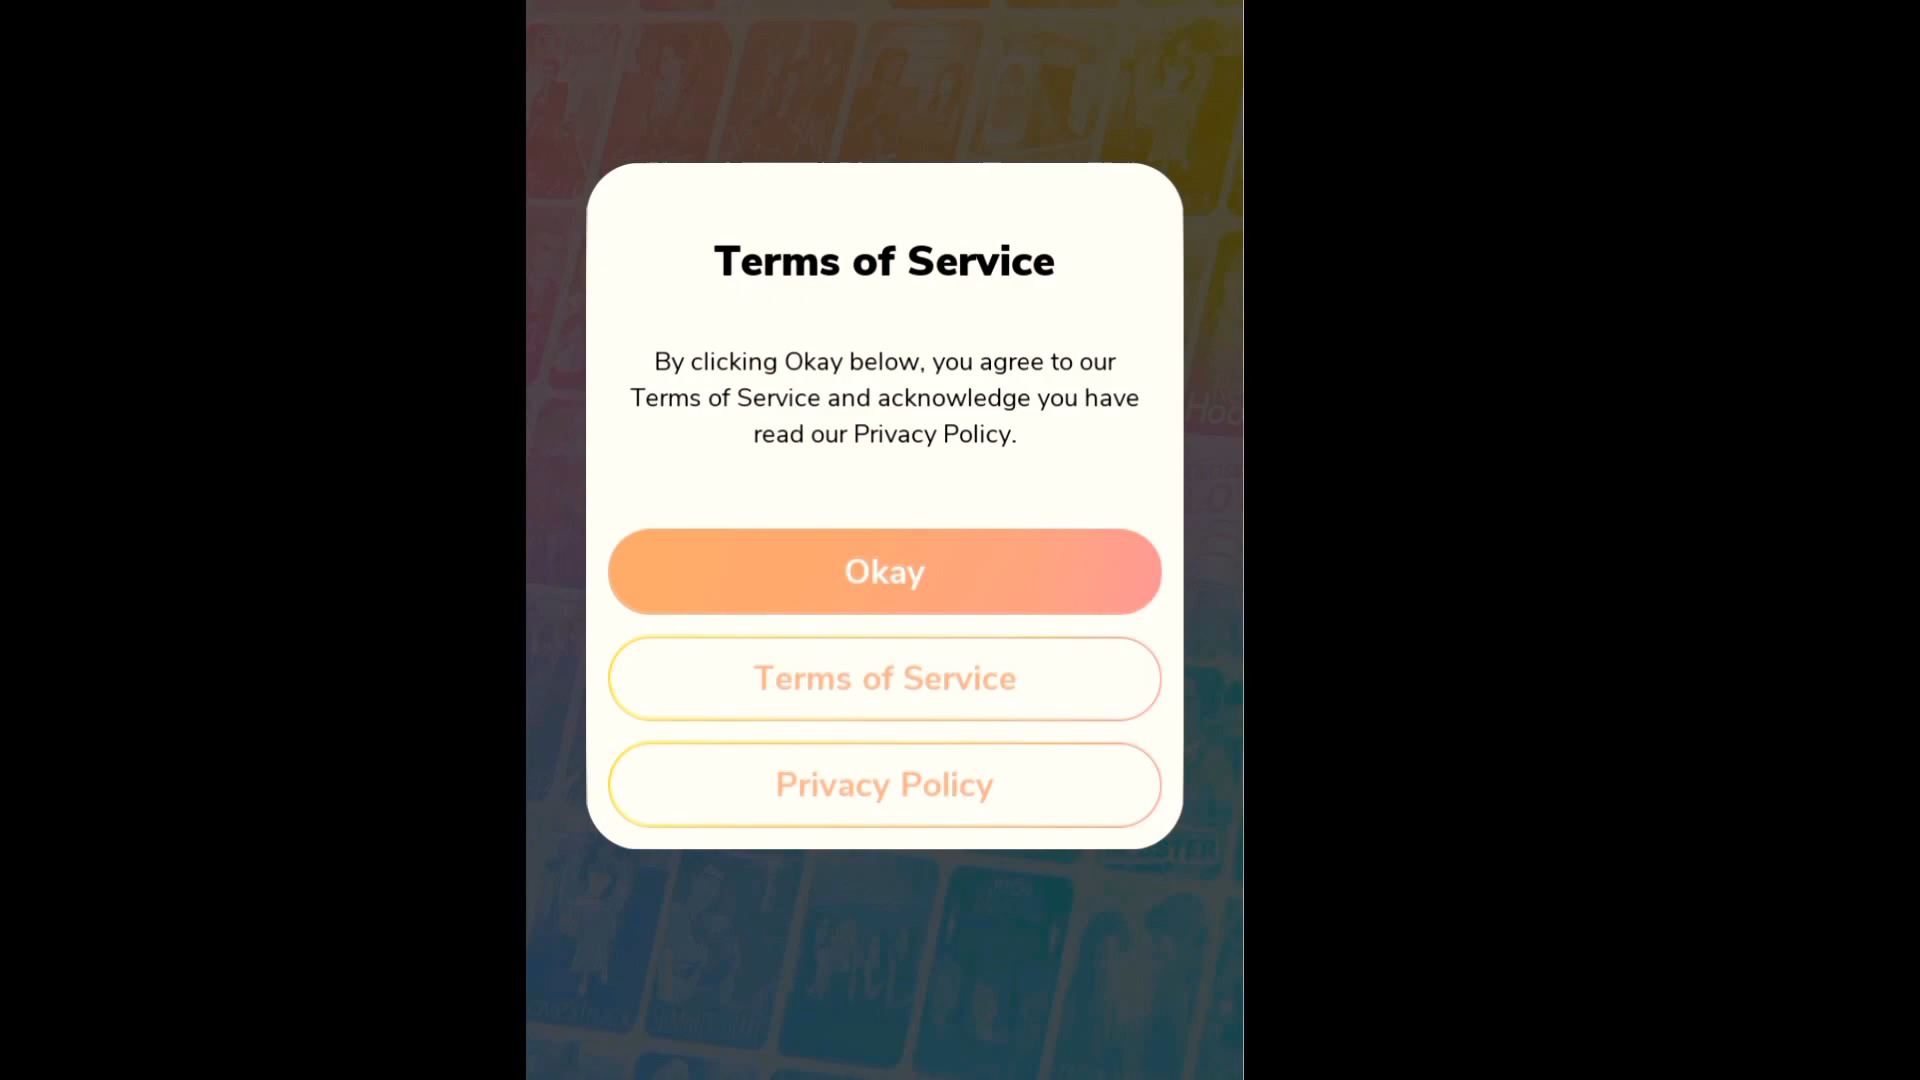 Terms of Service
By clicking Okay below, you agree to our
Terms of Service and acknowledge you have
read our Privacy Policy.
Okay
Terms of Service
Privacy Policy